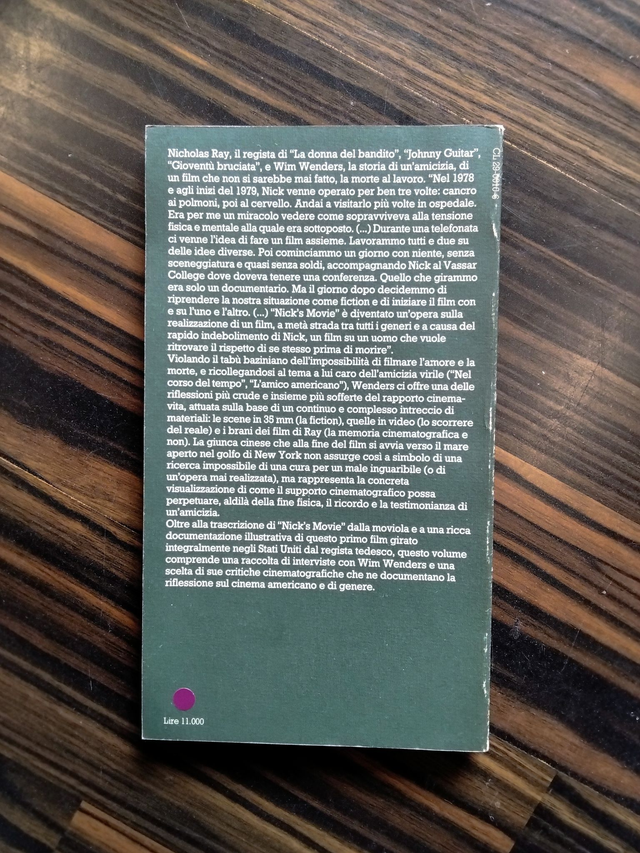 Nicholas Ray, il regista di "La donna del bandito", "Johnny Guitar",
"Gioventù bruciata", e Wim Wenders, la storia di un'amicizia, di
un film che non si sarebbe mai fatto, la morte al lavoro. "Nel 1978
e agli inizi del 1979, Nick venne operato per ben tre volte: cancro
ai polmoni, poi al cervello. Andai a visitarlo più volte in ospedale.
Era per me un miracolo vedere come sopravviveva alla tensione
fisica e mentale alla quale era sottoposto. (...) Durante una telefonata
ci venne l'idea di fare un film assieme. Lavorammo tutti e due su
delle idee diverse. Poi cominciammo un giorno con niente, senza
sceneggiatura e quasi senza soldi, accompagnando Nick al Vassar
College dove doveva tenere una conferenza. Quello che girammo
era solo un documentario. Ma il giorno dopo decidemmo di
riprendere la nostra situazione come fiction e di iniziare il film con
e su l'uno e l'altro. (...) "Nick's Movie" è diventato un'opera sulla
realizzazione di un film, a metà strada tra tutti i generi e a causa del
rapido indebolimento di Nick, un film su un uomo che vuole
ritrovare il rispetto di se stesso prima di morire".
Violando il tabù baziniano dell'impossibilità di filmare l'amore e la
morte, e ricollegandosi al tema a lui caro dell'amicizia virile ("Nel
corso del tempo", "L'amico americano"), Wenders ci offre una delle
riflessioni più crude e insieme più sofferte del rapporto cinema-
vita, attuata sulla base di un continuo e complesso intreccio di
materiali: le scene in 35 mm (la fiction), quelle in video (lo scorrere
del reale) e i brani dei film di Ray (la memoria cinematografica e
non). La giunca cinese che alla fine del film si avvia verso il mare
aperto nel golfo di New York non assurge così a simbolo di una
ricerca impossibile di una cura per un male inguaribile (o di
un'opera mai realizzata), ma rappresenta la concreta
visualizzazione di come il supporto cinematografico possa
perpetuare, aldilà della fine fisica, il ricordo e la testimonianza di
un'amicizia.
Oltre alla trascrizione di "Nick's Movie" dalla moviola e a una ricca
documentazione illustrativa di questo primo film girato
integralmente negli Stati Uniti dal regista tedesco, questo volume
comprende una raccolta di interviste con Wim Wenders e una
scelta di sue critiche cinematografiche che ne documentano la
riflessione sul cinema americano e di genere.
Lire 11.000